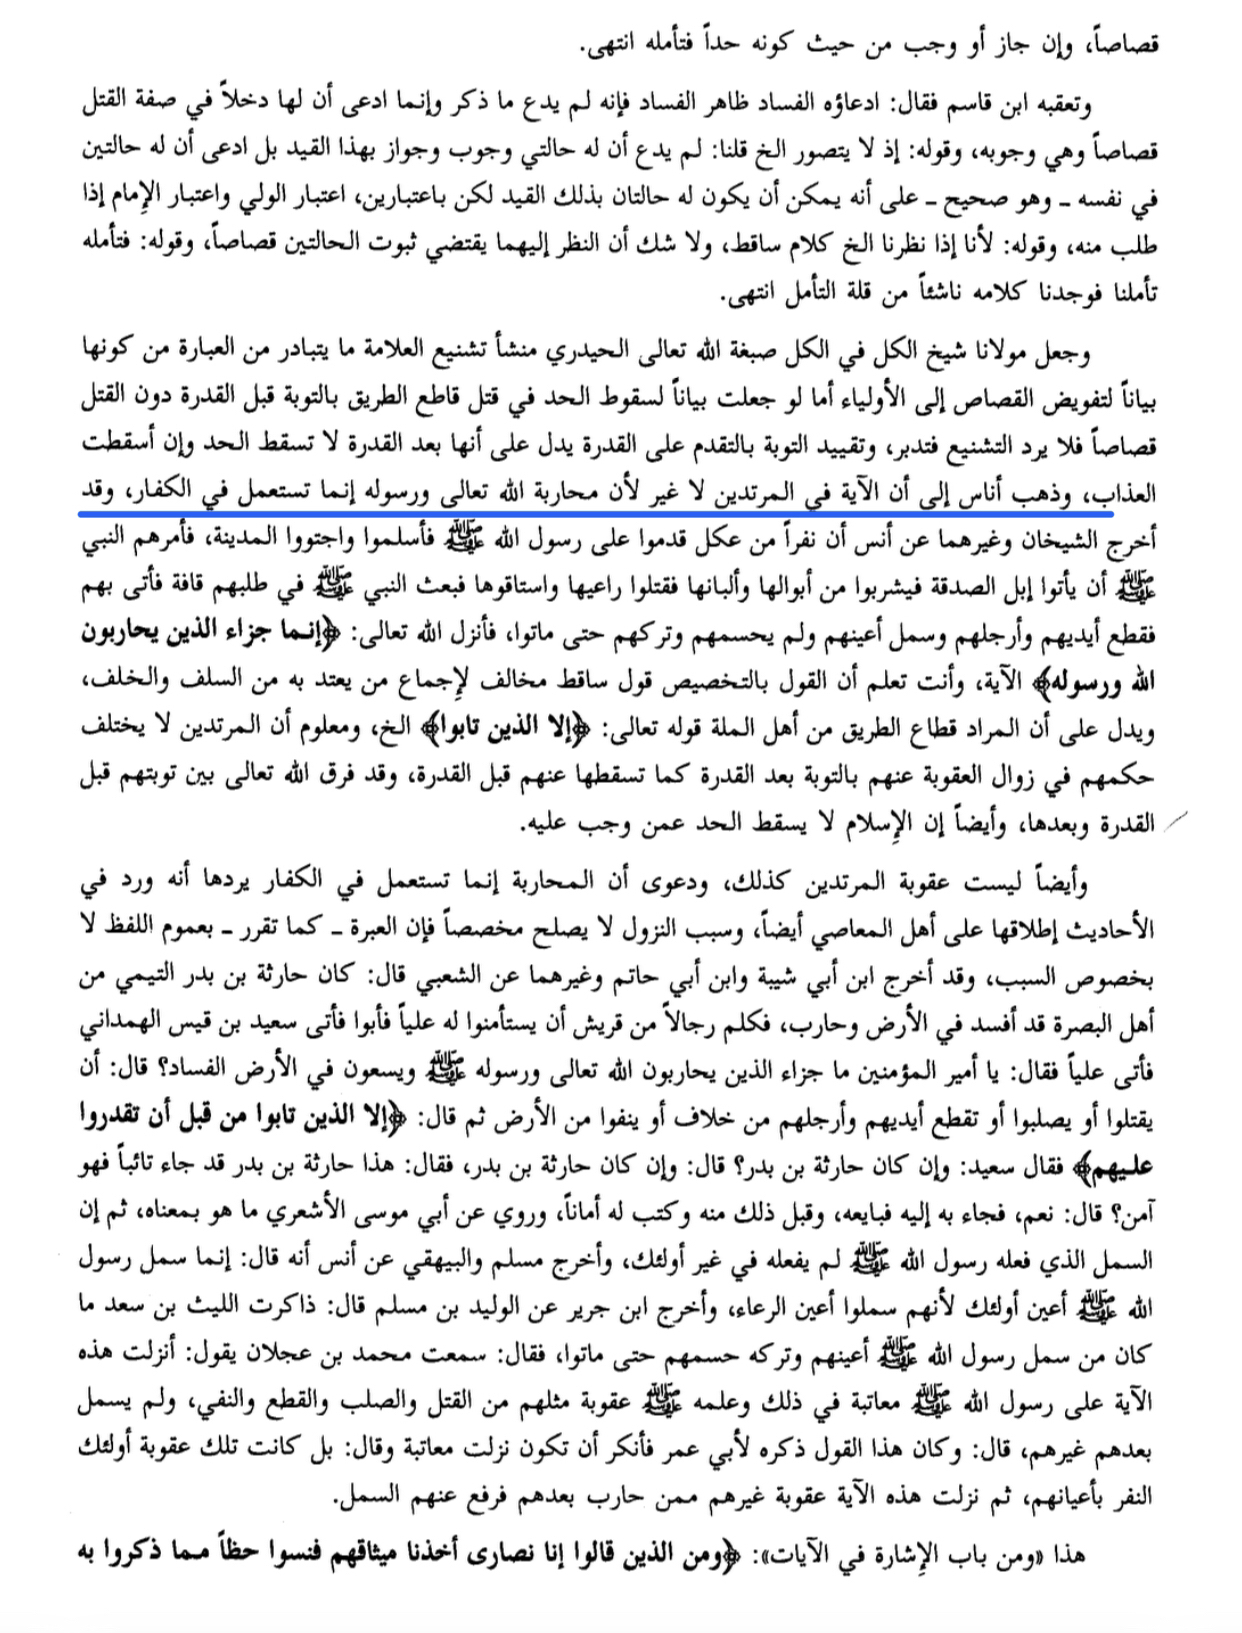 قصاصاً، وإن جاز أو وجب من حيث كونه حداً فتأمله انتهى.
وتعقبه ابن قاسم فقال: ادعاؤه الفساد ظاهر الفساد فإنه لم يدع ما ذكر وإنما ادعى أن لها دخلاً في صفة القتل
قصاصاً وهي وجوبه، وقوله: إذ لا يتصور الخ قلنا: لم يدع أن له حالتي وجوب وجواز بهذا القيد بل ادعى أن له حالتين
في نفسه ـ وهو صحيح ـ على أنه يمكن أن يكون له حالتان بذلك القيد لكن باعتبارين، اعتبار الولي واعتبار الإمام إذا
طلب منه، وقوله: لأنا إذا نظرنا الخ كلام ساقط، ولا شك أن النظر إليهما يقتضي ثبوت الحالتين قصاصاً، وقوله: فتأمله
تأملنا فوجدنا كلامه ناشئاً من قلة التأمل انتهى.
وجعل مولانا شيخ الكل في الكل صبغة الله تعالى الحيدري منشأ تشنيع العلامة ما يتبادر من العبارة من كونها
بياناً لتفويض القصاص إلى الأولياء أما لو جعلت بياناً لسقوط الحد في قتل قاطع الطريق بالتوبة قبل القدرة دون القتل
قصاصاً فلا يرد التشنيع فتدبر، وتقييد التوبة بالتقدم على القدرة يدل على أنها بعد القدرة لا تسقط الحد وإن أسقطت
العذاب، وذهب أناس إلى أن الآية في المرتدين لا غير لأن محاربة الله تعالى ورسوله إنما تستعمل في الكفار، وقد
أخرج الشيخان وغيرهما عن أنس أن نفراً من عكل قدموا على رسول الله ﷺ فأسلموا واجتووا المدينة، فأمرهم النبي
ﷺ أن يأتوا إبل الصدقة فيشربوا من أبوالها وألبانها فقتلوا راعيها واستاقوها فبعث النبي ﷺ في طلبهم قافة فأتى بهم
فقطع أيديهم وأرجلهم وسمل أعينهم ولم يحسمهم وتركهم حتى ماتوا، فأنزل الله تعالى: ﴿إنما جزاء الذين يحاربون
الله ورسوله﴾ الآية، وأنت تعلم أن القول بالتخصيص قول ساقط مخالف لإجماع من يعتد به من السلف والخلف،
ويدل على أن المراد قطاع الطريق من أهل الملة قوله تعالى: ﴿إلا الذين تابوا﴾ الخ، ومعلوم أن المرتدين لا يختلف
حكمهم في زوال العقوبة عنهم بالتوبة بعد القدرة كما تسقطها عنهم قبل القدرة، وقد فرق الله تعالى بين توبتهم قبل
القدرة وبعدها، وأيضاً إن الإسلام لا يسقط الحد عمن وجب عليه.
وأيضاً ليست عقوبة المرتدين كذلك، ودعوى أن المحاربة إنما تستعمل في الكفار يردها أنه ورد في
الأحاديث إطلاقها على أهل المعاصي أيضاً، وسبب النزول لا يصلح مخصصاً فإن العبرة ـ كما تقرر ـ بعموم اللفظ لا
بخصوص السبب، وقد أخرج ابن أبي شيبة وابن أبي حاتم وغيرهما عن الشعبي قال: كان حارثة بن بدر التيمي من
أهل البصرة قد أفسد في الأرض وحارب، فكلم رجالاً من قريش أن يستأمنوا له علياً فأبوا فأتى سعيد بن قيس الهمداني
فأتى علياً فقال: يا أمير المؤمنين ما جزاء الذين يحاربون الله تعالى ورسوله ﷺ ويسعون في الأرض الفساد؟ قال: أن
يقتلوا أو يصلبوا أو تقطع أيديهم وأرجلهم من خلاف أو ينفوا من الأرض ثم قال: ﴿إلا الذين تابوا من قبل أن تقدروا
عليهم﴾ فقال سعيد: وإن كان حارثة بن بدر؟ قال: وإن كان حارثة بن بدر، فقال: هذا حارثة بن بدر قد جاء تائباً فهو
آمن؟ قال: نعم، فجاء به إليه فبايعه، وقبل ذلك منه وكتب له أماناً، وروي عن أبي موسى الأشعري ما هو بمعناه، ثم إن
السمل الذي فعله رسول الله ﷺ لم يفعله في غير أولئك، وأخرج مسلم والبيهقي عن أنس أنه قال: إنما سمل رسول
الله ﷺ أعين أولئك لأنهم سملوا أعين الرعاء، وأخرج ابن جرير عن الوليد بن مسلم قال: ذاكرت الليث بن سعد ما
كان من سمل رسول الله ﷺ أعينهم وتركه حسمهم حتى ماتوا، فقال: سمعت محمد بن عجلان يقول: أنزلت هذه
الآية على رسول الله ﷺ معاتبة في ذلك وعلمه ﷺ عقوبة مثلهم من القتل والصلب والقطع والنفي، ولم يسمل
بعدهم غيرهم، قال: وكان هذا القول ذكره لأبي عمر فأنكر أن تكون نزلت معاتبة وقال: بل كانت تلك عقوبة أولئك
النفر بأعيانهم، ثم نزلت هذه الآية عقوبة غيرهم ممن حارب بعدهم فرفع عنهم السمل.
هذا «ومن باب الإشارة في الآيات»: ﴿ومن الذين قالوا إنا نصارى أخذنا ميثاقهم فنسوا حظاً مما ذكروا به